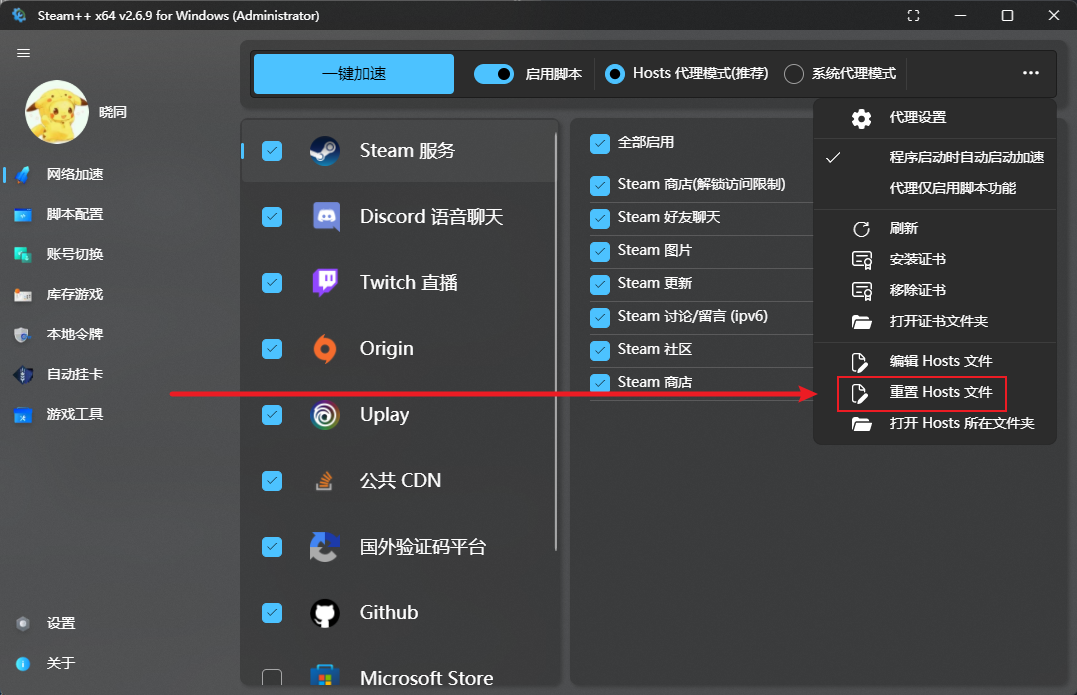 Steam++ x64 v2.6.9 for Windows (Administrator)
晓同
网络加速
脚本配置
账号切换
库存游戏
本地令牌
自动挂卡
游戏工具
设置
关于
一键加速
启用脚本
Hosts 代理模式(推荐)
系统代理模式
Steam 服务
Discord 语音聊天
Twitch 直播
Origin
Uplay
公共 CDN
国外验证码平台
Github
Microsoft Store
全部启用
Steam 商店(解锁访问限制)
Steam 好友聊天
Steam 图片
Steam 更新
Steam 讨论/留言 (ipv6)
Steam 社区
Steam 商店
代理设置
程序启动时自动启动加速
代理仅启用脚本功能
刷新
安装证书
移除证书
打开证书文件夹
编辑 Hosts 文件
重置 Hosts 文件
打开 Hosts 所在文件夹